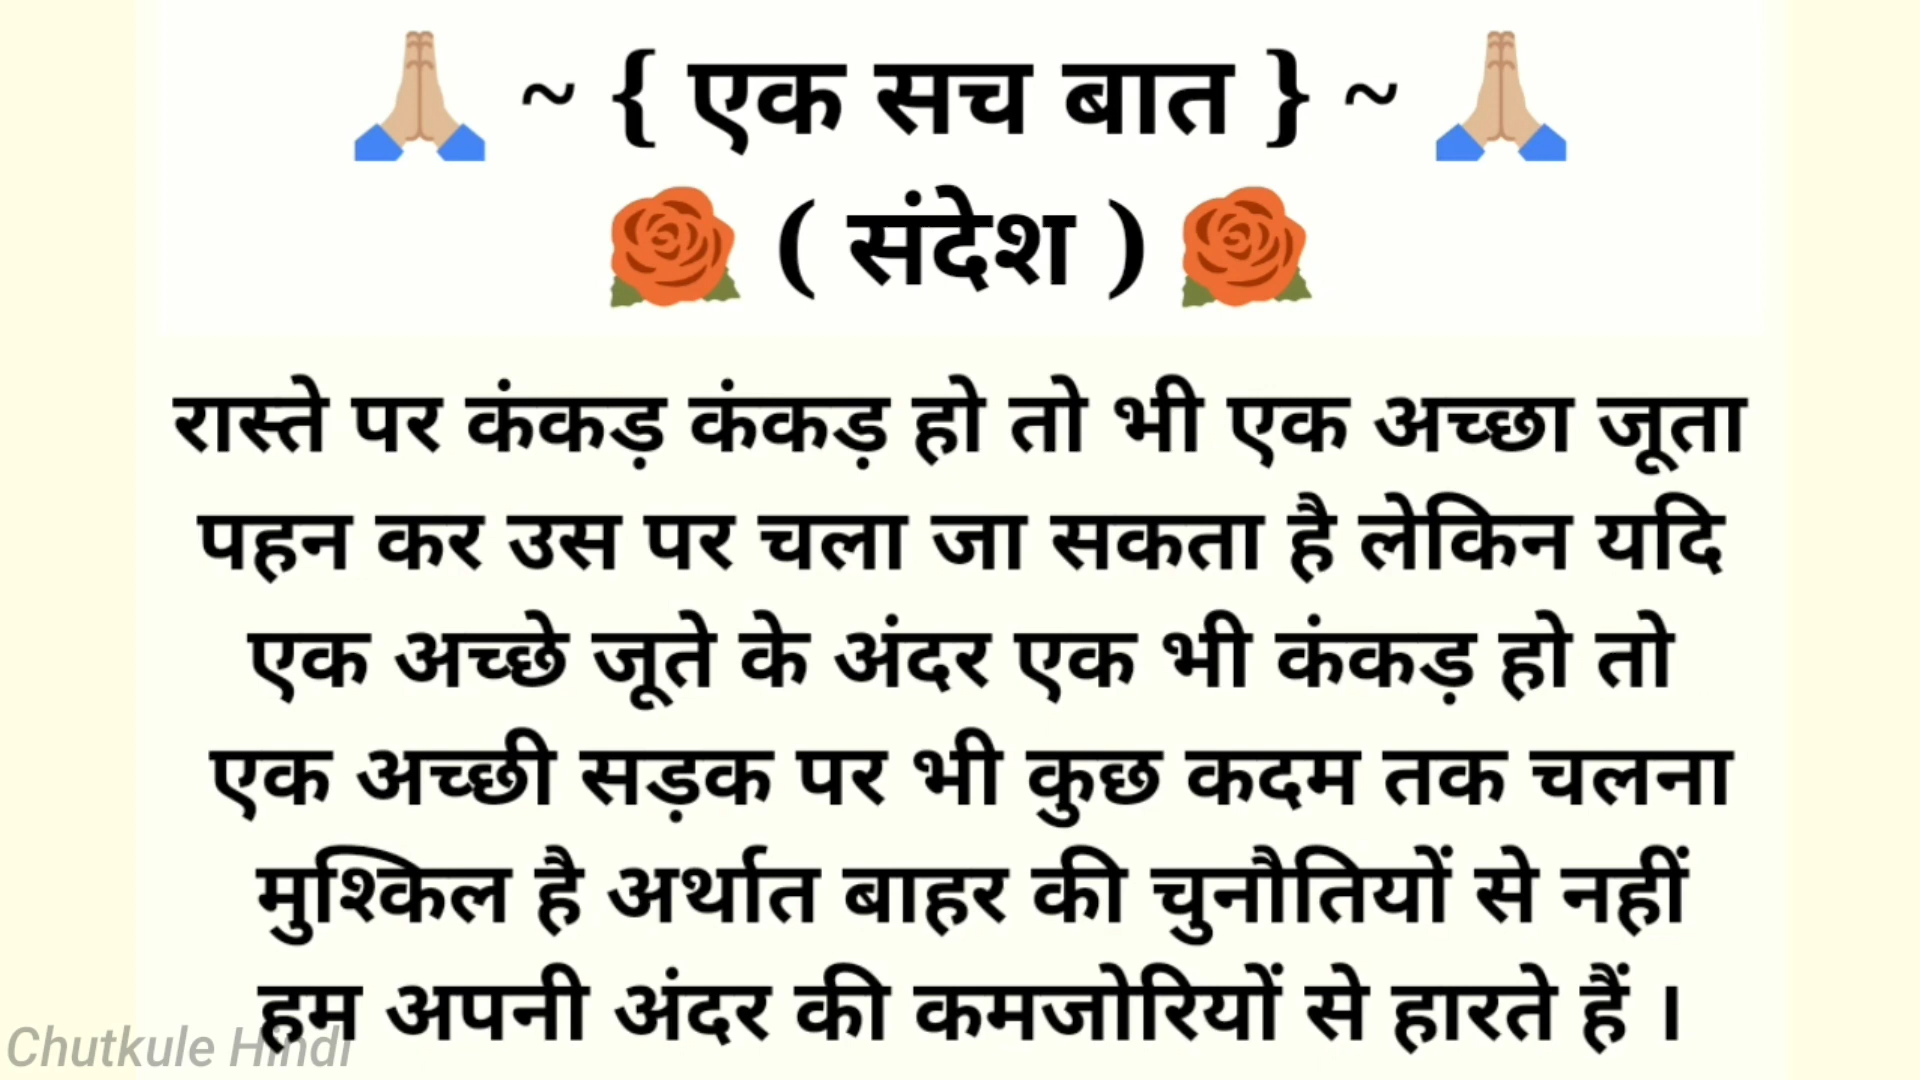 🙏🏼 ~ { एक सच बात } ~ 🙏🏼
🌹 ( संदेश ) 🌹
रास्ते पर कंकड़ कंकड़ हो तो भी एक अच्छा जूता
पहन कर उस पर चला जा सकता है लेकिन यदि
एक अच्छे जूते के अंदर एक भी कंकड़ हो तो
एक अच्छी सड़क पर भी कुछ कदम तक चलना
मुश्किल है अर्थात बाहर की चुनौतियों से नहीं
हम अपनी अंदर की कमजोरियों से हारते हैं ।
Chutkule Hindi